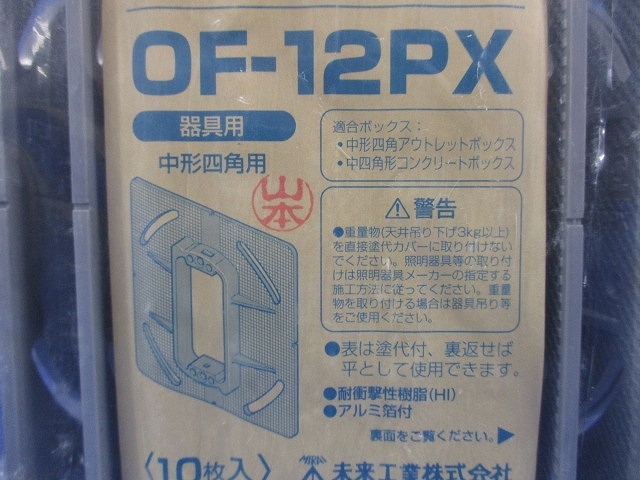 OF-12PX
器具用
中形四角用
適合ボックス：
•中形四角アウトレットボックス
•中四角形コンクリートボックス
山本
⚠警告
●重量物(天井吊り下げ3kg以上)
を直接塗代カバーに取り付けない
でください。照明器具等の取り付
けは照明器具メーカーの指定する
施工方法に従ってください。重量
物を取り付ける場合は器具吊り等
をご使用ください。
●表は塗代付、裏返せば
平として使用できます。
●耐衝撃性樹脂(HI)
●アルミ箔付
裏面をご覧ください。▶
〈10枚入〉
MIRAI 未来工業株式会社